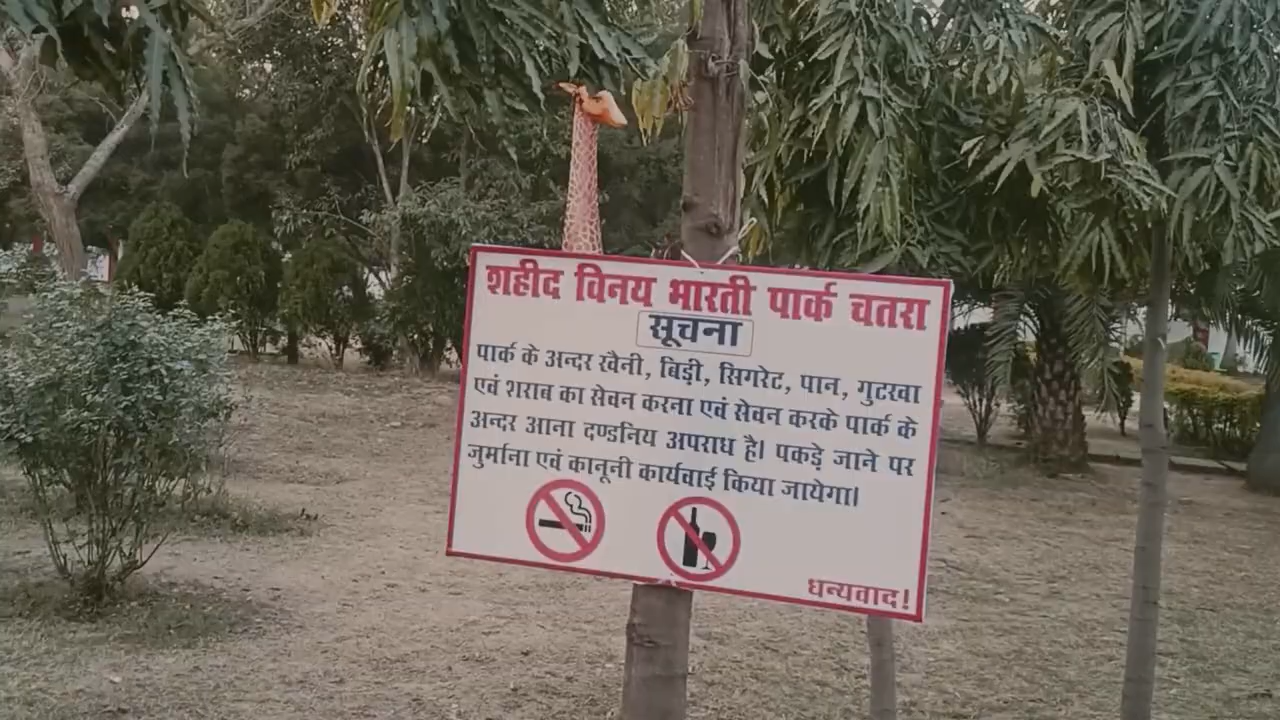 शहीद विनय भारती पार्क चतरा
सूचना
पार्क के अन्दर खैनी, बिड़ी, सिगरेट, पान, गुटखा
एवं शराब का सेवन करना एवं सेवन करके पार्क के
अन्दर आना दण्डनिय अपराध है। पकड़े जाने पर
जुर्माना एवं कानूनी कार्यवाई किया जायेगा।
धन्यवाद!